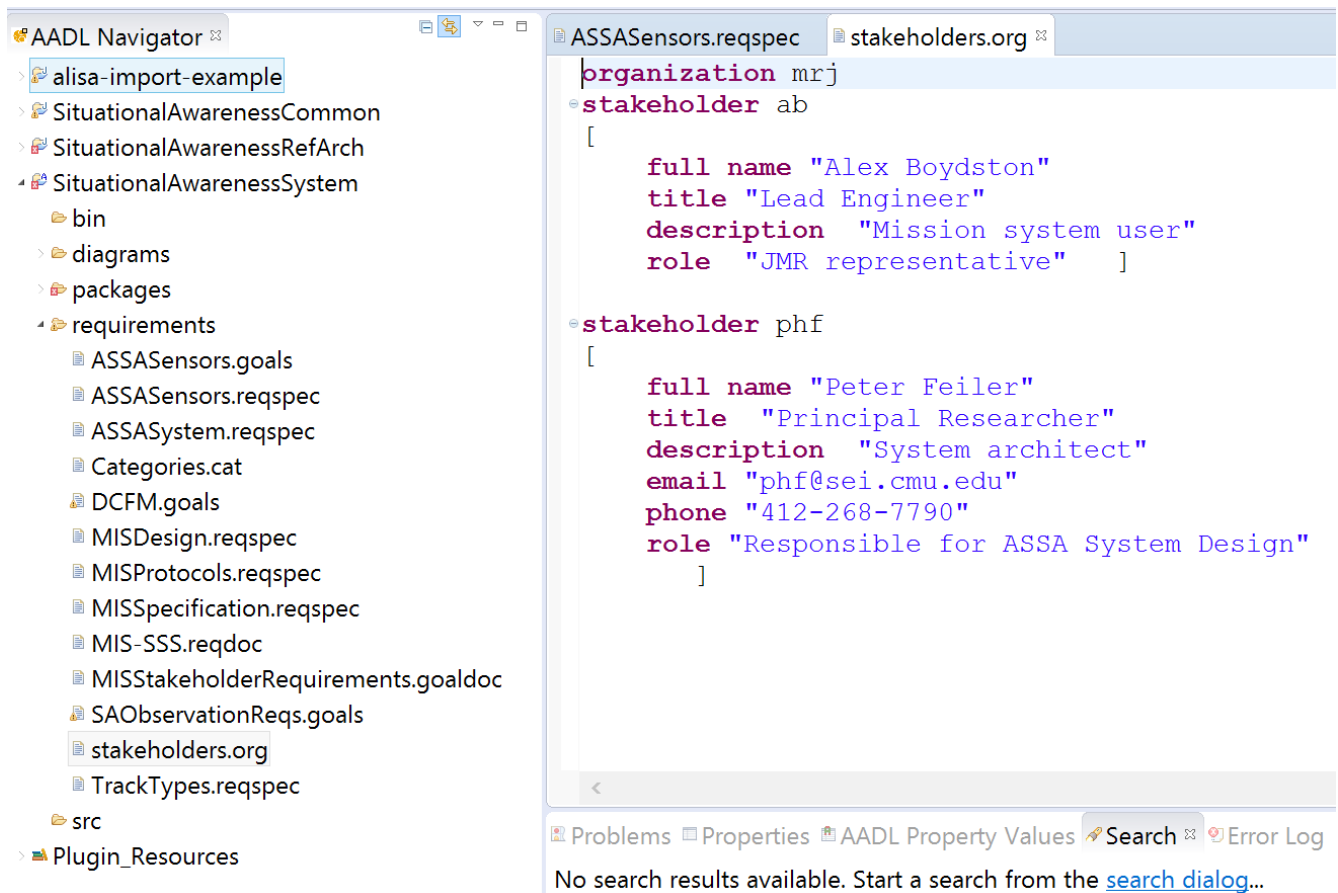 AADL Navigator
alisa-import-example
SituationalAwarenessCommon
SituationalAwarenessRefArch
SituationalAwarenessSystem
bin
diagrams
packages
requirements
ASSASensors.goals
ASSASensors.reqspec
ASSASystem.reqspec
Categories.cat
DCFM.goals
MISDesign.reqspec
MISProtocols.reqspec
MISSpecification.reqspec
MIS-SSS.reqdoc
MISStakeholderRequirements.goaldoc
SAObservationReqs.goals
stakeholders.org
TrackTypes.reqspec
src
Plugin_Resources
ASSASensors.reqspec stakeholders.org
organization mrj
stakeholder ab
[
full name "Alex Boydston"
title "Lead Engineer"
description "Mission system user"
role "JMR representative" ]
stakeholder phf
[
full name "Peter Feiler"
title "Principal Researcher"
description "System architect"
email "phf@sei.cmu.edu"
phone "412-268-7790"
role "Responsible for ASSA System Design"
]
Problems Properties AADL Property Values Search Error Log
No search results available. Start a search from the search dialog...